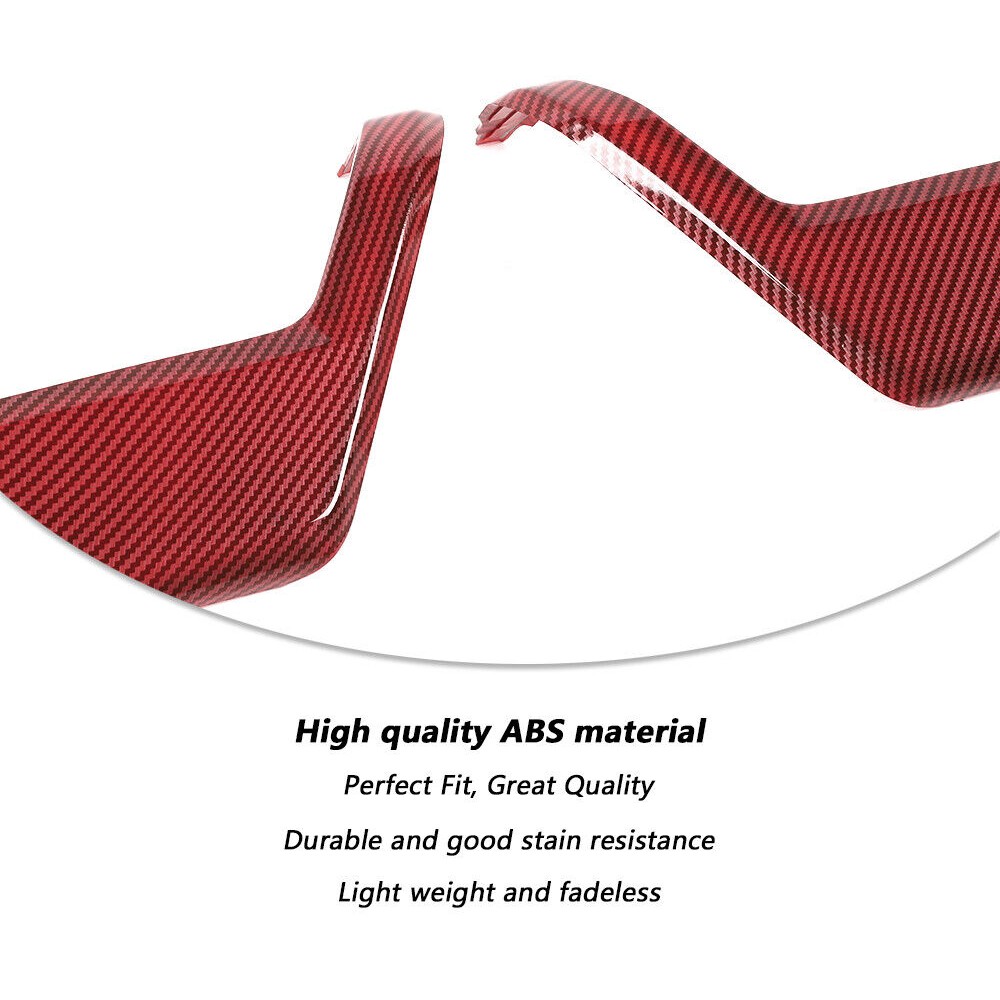 High quality ABS material
Perfect Fit, Great Quality
Durable and good stain resistance
Light weight and fadeless